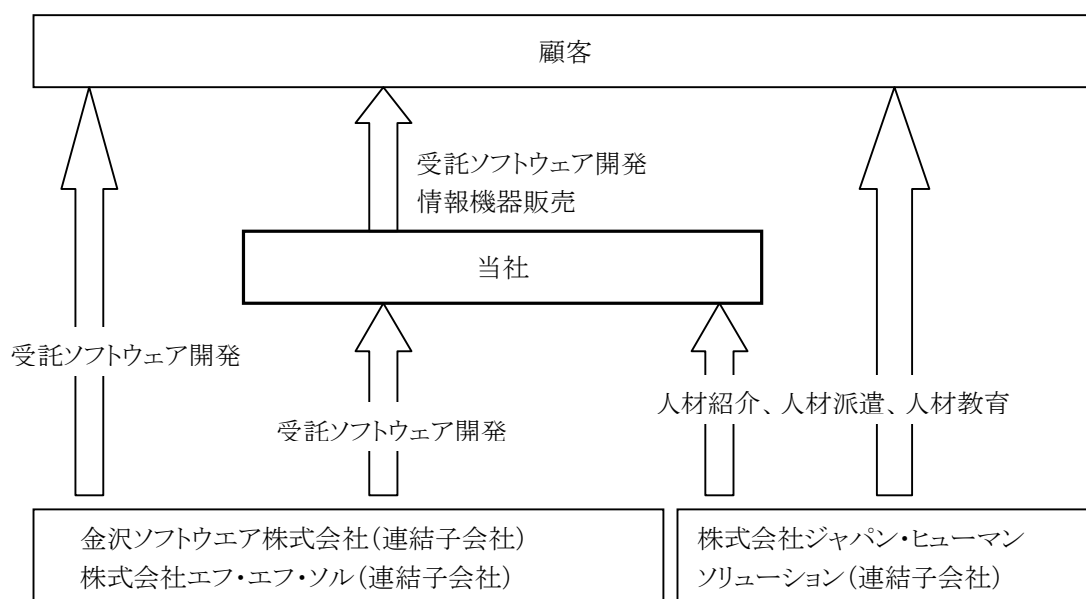 顧客
受託ソフトウェア開発
情報機器販売
当社
受託ソフトウェア開発
人材紹介、人材派遣、人材教育
受託ソフトウェア開発
金沢ソフトウエア株式会社(連結子会社)
株式会社エフ・エフ・ソル(連結子会社)
株式会社ジャパン・ヒューマン
ソリューション(連結子会社)